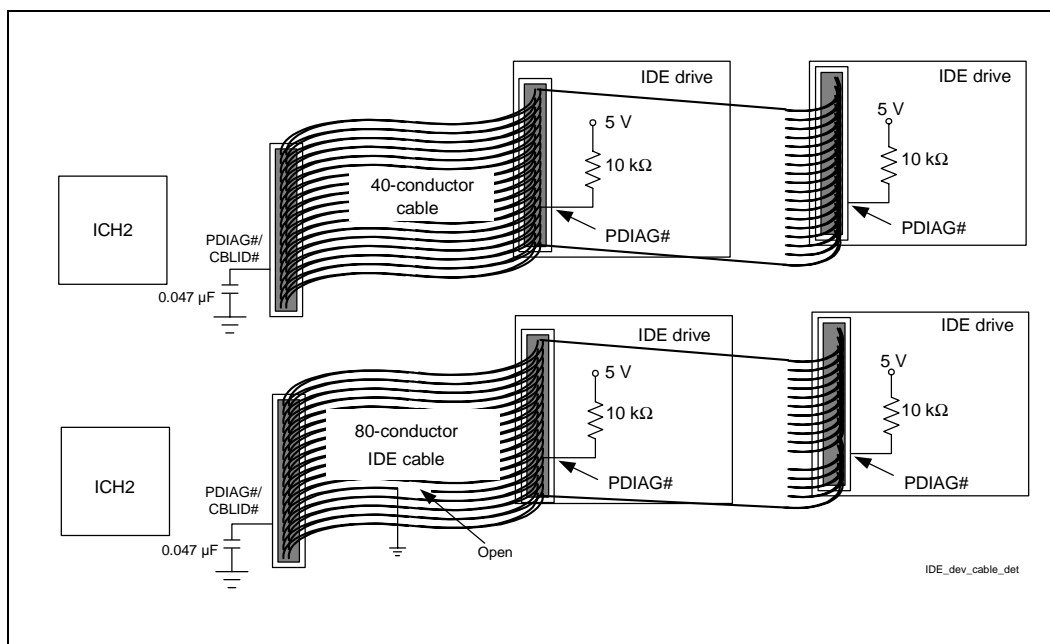 IDE drive
IDE drive
5 V
5 V
10 kΩ
10 kΩ
40-conductor
cable
ICH2
PDIAG#/
CBLID#
PDIAG#
PDIAG#
0.047 µF
IDE drive
IDE drive
5 V
5 V
10 kΩ
10 kΩ
80-conductor
IDE cable
ICH2
PDIAG#/
CBLID#
PDIAG#
PDIAG#
0.047 µF
Open
IDE_dev_cable_det